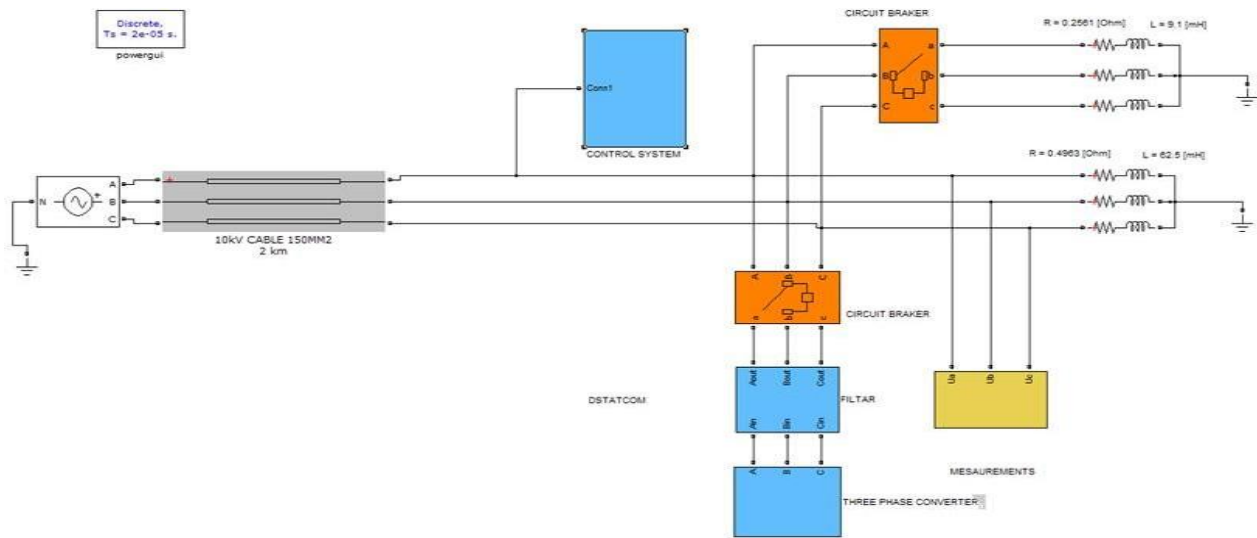 Discrete,
Ts = 2e-05 s.
powergui
Conn1
CONTROL SYSTEM
CIRCUIT BRAKER
A
a
B
b
C
c
R = 0.2561 [Ohm]
L = 9.1 [mH]
R = 0.4963 [Ohm]
L = 62.5 [mH]
N
A
B
C
10kV CABLE 150MM2
2 km
A
B
C
a
b
c
CIRCUIT BRAKER
Aout
Bout
Cout
Ain
Bin
Cin
FILTAR
DSTATCOM
A
B
C
THREE PHASE CONVERTER
Ua
Ub
Uc
MESAUREMENTS